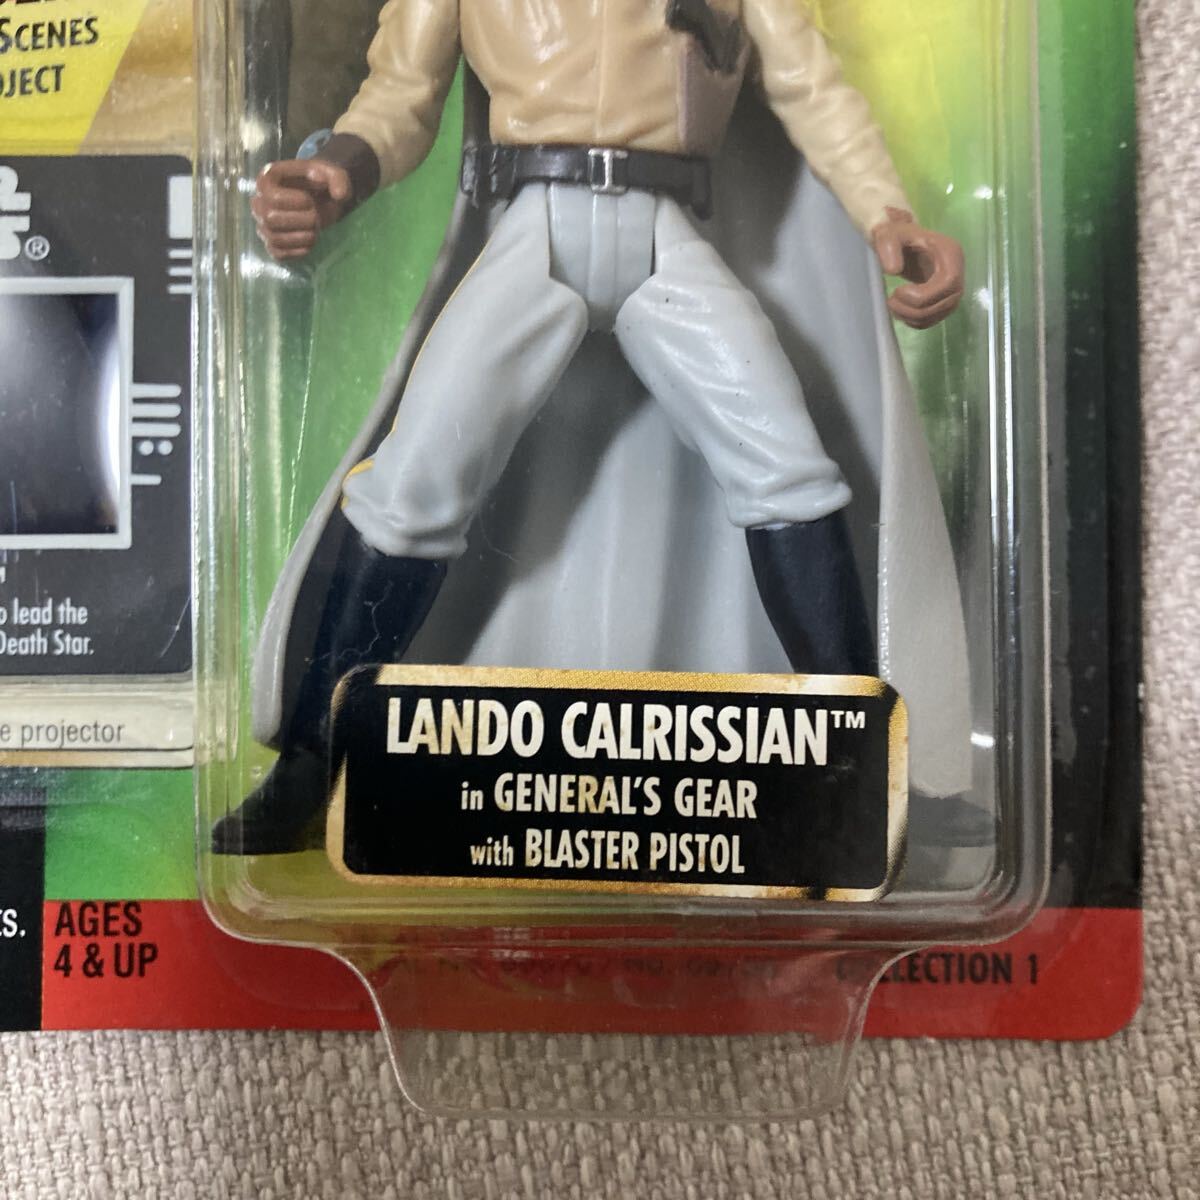 SCENES
®
o lead the
Death Star.
e projector
LANDO CALRISSIAN™
in GENERAL'S GEAR
with BLASTER PISTOL
TS.
AGES
4 & UP
COLLECTION 1